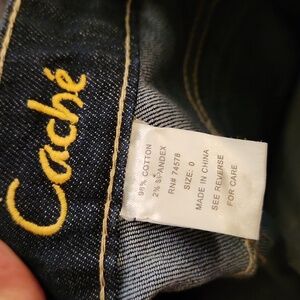 Caché
98% COTTON
2% SPANDEX
RN# 74578
SIZE: 0
MADE IN CHINA
SEE REVERSE
FOR CARE